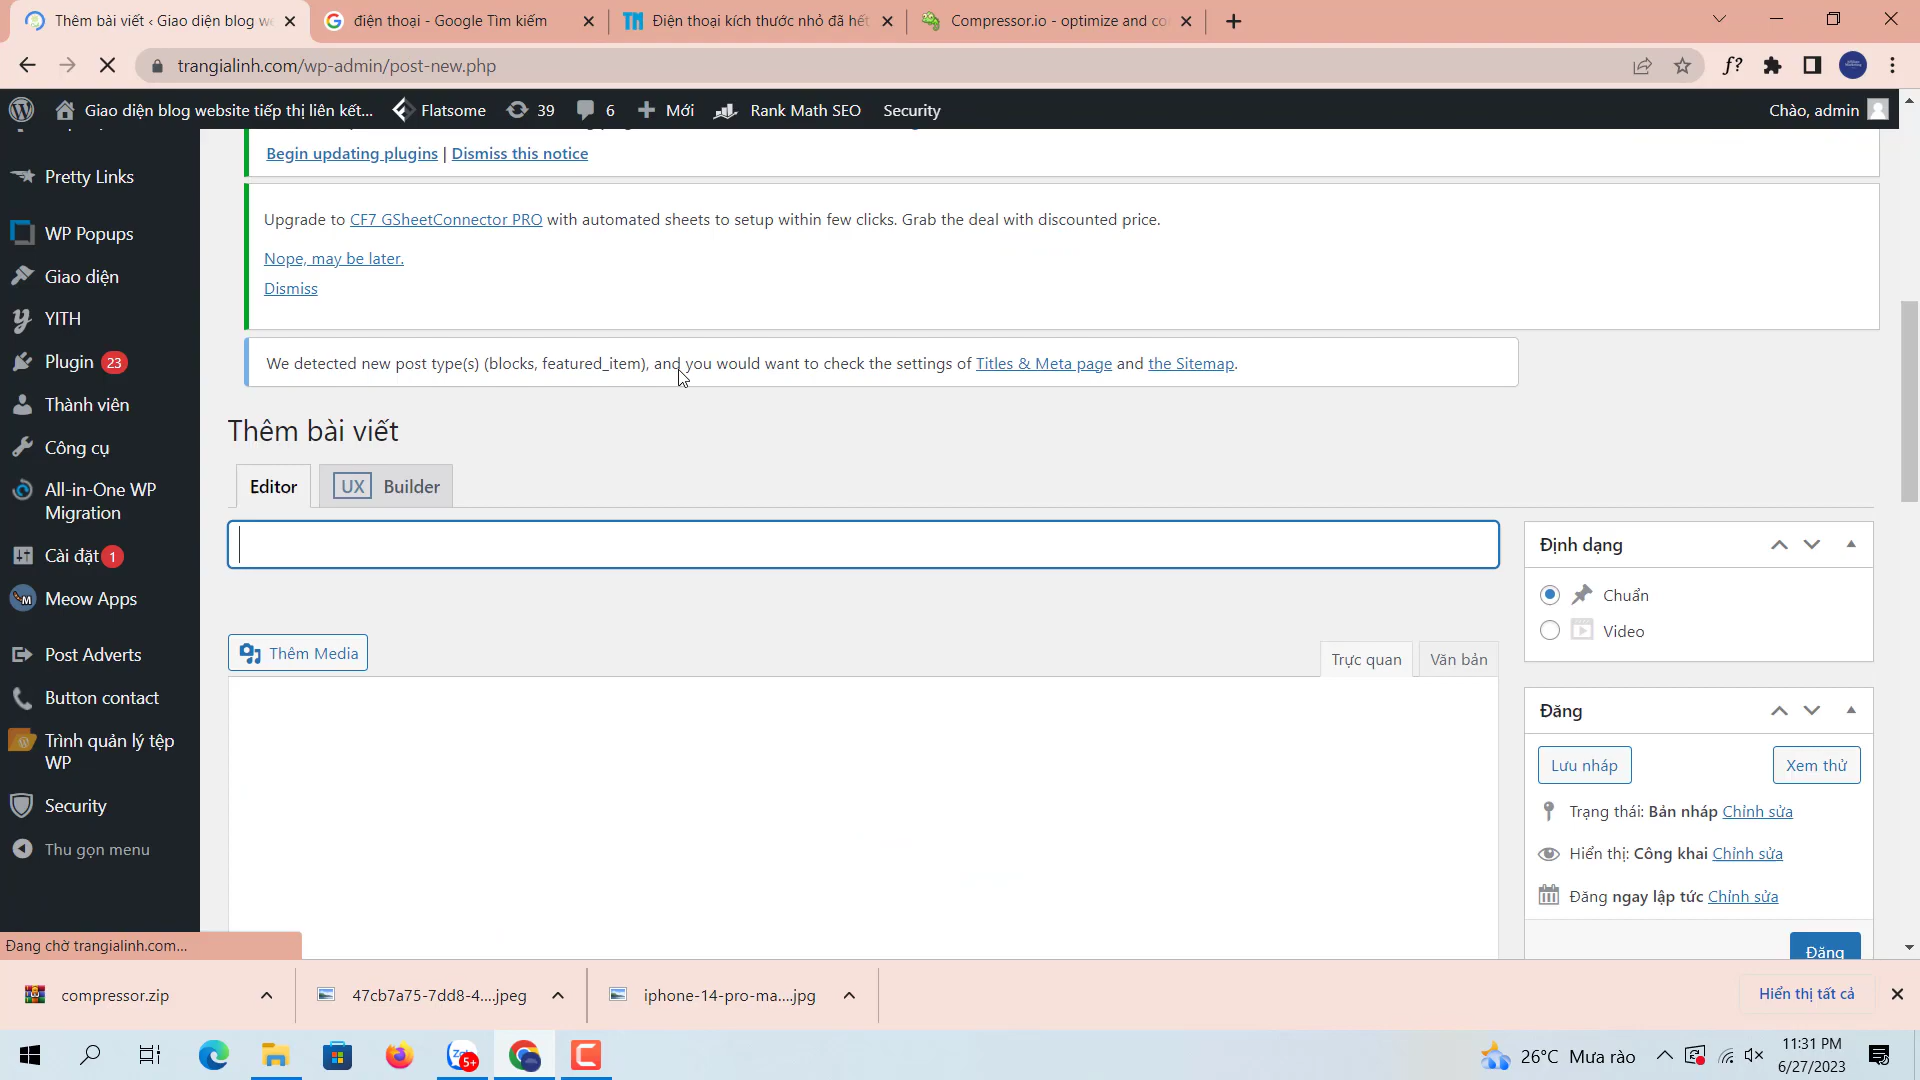 Thêm bài viết ‹ Giao diện blog we
điện thoại - Google Tìm kiếm
TM Điện thoại kích thước nhỏ đã hết
Compressor.io - optimize and co
trangialinh.com/wp-admin/post-new.php
f?
Giao diện blog website tiếp thị liên kết...
Flatsome
39
6
Mới
Rank Math SEO
Security
Chào, admin
Begin updating plugins | Dismiss this notice
Pretty Links
Upgrade to CF7 GSheetConnector PRO with automated sheets to setup within few clicks. Grab the deal with discounted price.
WP Popups
Nope, may be later.
Giao diện
Dismiss
YITH
Plugin 23
We detected new post type(s) (blocks, featured_item), and you would want to check the settings of Titles & Meta page and the Sitemap.
Thành viên
Thêm bài viết
Công cụ
Editor
UX Builder
All-in-One WP
Migration
Cài đặt 1
Định dạng
Chuẩn
Video
Meow Apps
Thêm Media
Trực quan
Văn bản
Post Adverts
Button contact
Đăng
Trình quản lý tệp
WP
Lưu nháp
Xem thử
Security
Trạng thái: Bản nháp Chỉnh sửa
Thu gọn menu
Hiển thị: Công khai Chỉnh sửa
Đăng ngay lập tức Chỉnh sửa
Đang chờ trangialinh.com...
Đăng
compressor.zip
47cb7a75-7dd8-4....jpeg
iphone-14-pro-ma....jpg
Hiển thị tất cả
5+
26°C Mưa rào
11:31 PM
6/27/2023